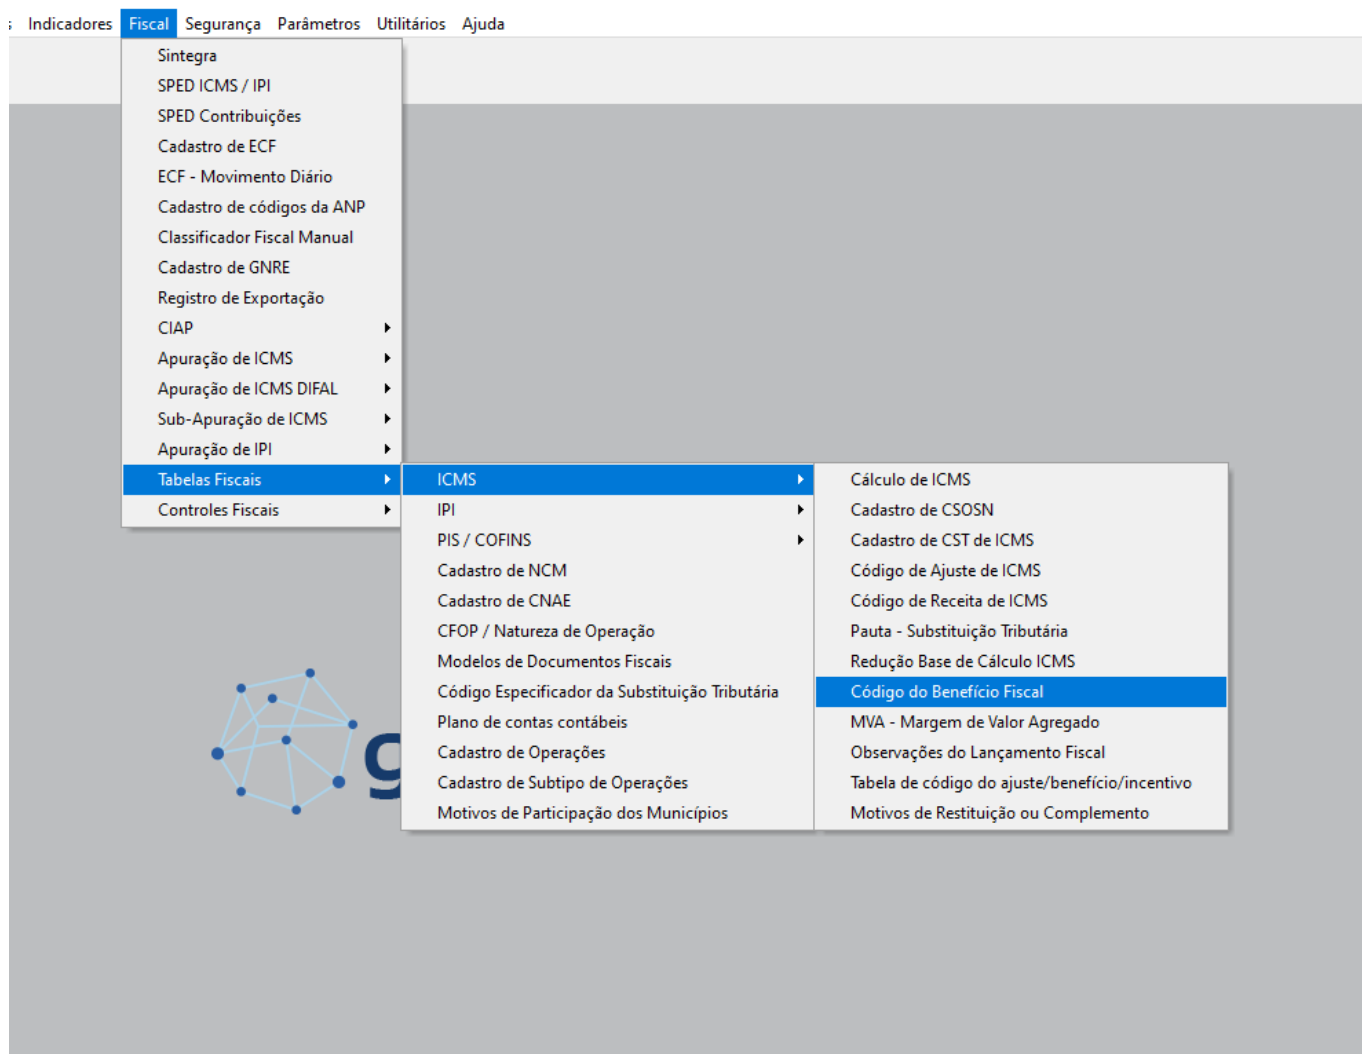 s Indicadores Fiscal Segurança Parâmetros Utilitários Ajuda
Sintegra
SPED ICMS / IPI
SPED Contribuições
Cadastro de ECF
ECF - Movimento Diário
Cadastro de códigos da ANP
Classificador Fiscal Manual
Cadastro de GNRE
Registro de Exportação
CIAP
Apuração de ICMS
Apuração de ICMS DIFAL
Sub-Apuração de ICMS
Apuração de IPI
Tabelas Fiscais
Controles Fiscais
ICMS
IPI
PIS / COFINS
Cadastro de NCM
Cadastro de CNAE
CFOP / Natureza de Operação
Modelos de Documentos Fiscais
Código Especificador da Substituição Tributária
Plano de contas contábeis
Cadastro de Operações
Cadastro de Subtipo de Operações
Motivos de Participação dos Municípios
Cálculo de ICMS
Cadastro de CSOSN
Cadastro de CST de ICMS
Código de Ajuste de ICMS
Código de Receita de ICMS
Pauta - Substituição Tributária
Redução Base de Cálculo ICMS
Código do Benefício Fiscal
MVA - Margem de Valor Agregado
Observações do Lançamento Fiscal
Tabela de código do ajuste/benefício/incentivo
Motivos de Restituição ou Complemento